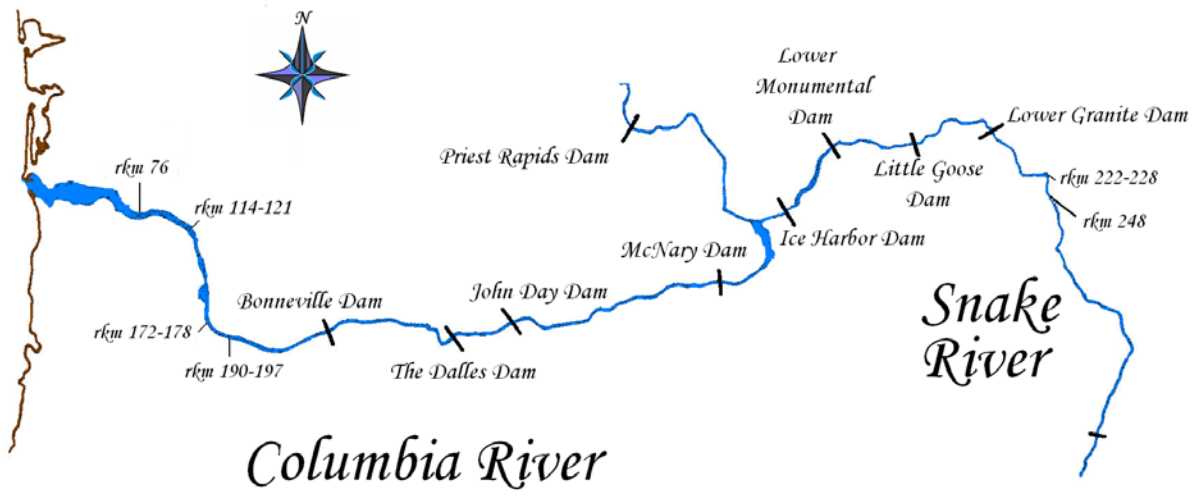 N
Lower
Monumental
Dam
Lower Granite Dam
Priest Rapids Dam
rkm 76
Little Goose
Dam
rkm 222-228
rkm 114-121
rkm 248
Ice Harbor Dam
McNary Dam
John Day Dam
Bonneville Dam
Snake
River
rkm 172-178
rkm 190-197
The Dalles Dam
Columbia River